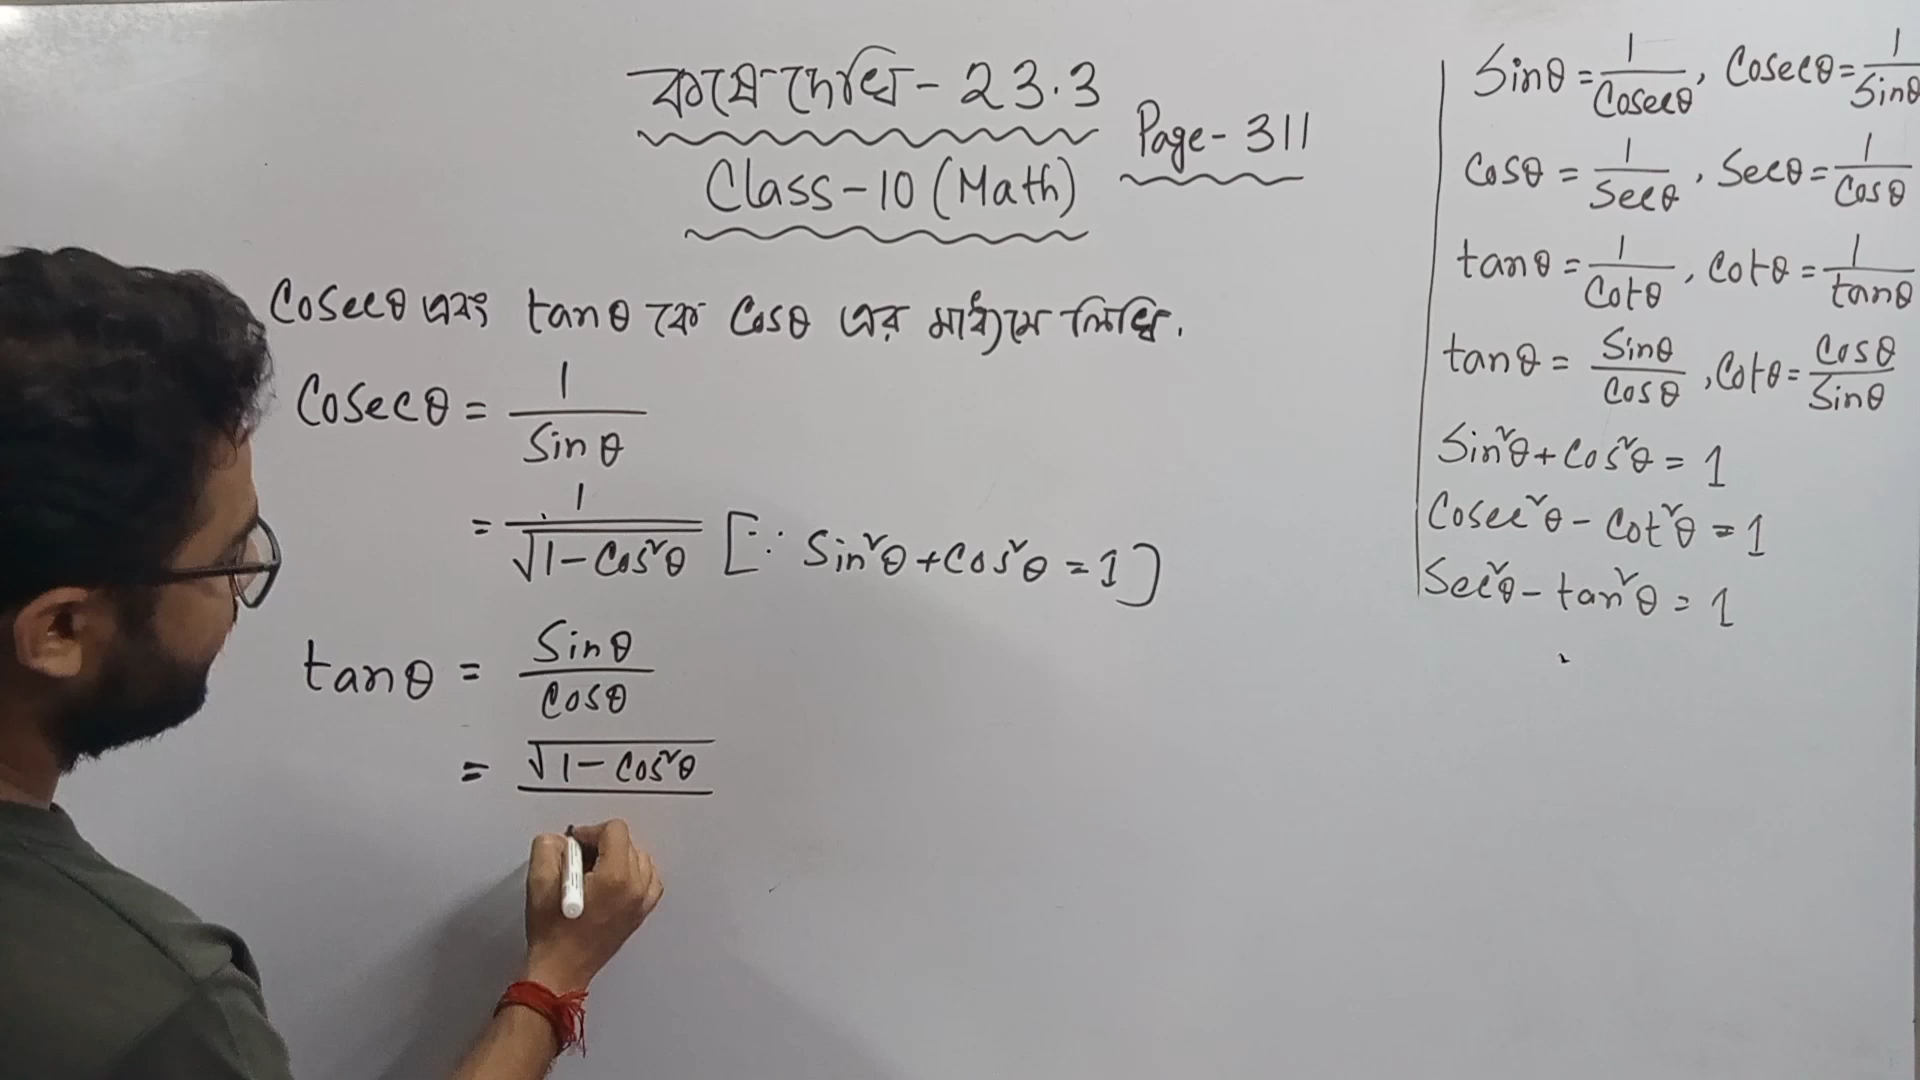 কষে দেখি - 23.3
Class-10 (Math)
Page- 311
Cosecθ এবং tanθ কে Cosθ এর মাধ্যমে লিখি.
Cosecθ = 1/Sinθ
= 1/√1-Cos²θ [∵ Sin²θ+Cos²θ=1]
tanθ = Sinθ/Cosθ
= √1-Cos²θ
Sinθ = 1/Cosecθ, Cosecθ = 1/Sinθ
Cosθ = 1/Secθ, Secθ = 1/Cosθ
tanθ = 1/Cotθ, Cotθ = 1/tanθ
tanθ = Sinθ/Cosθ, Cotθ = Cosθ/Sinθ
Sin²θ+Cos²θ = 1
Cosec²θ - Cot²θ = 1
Sec²θ - tan²θ = 1